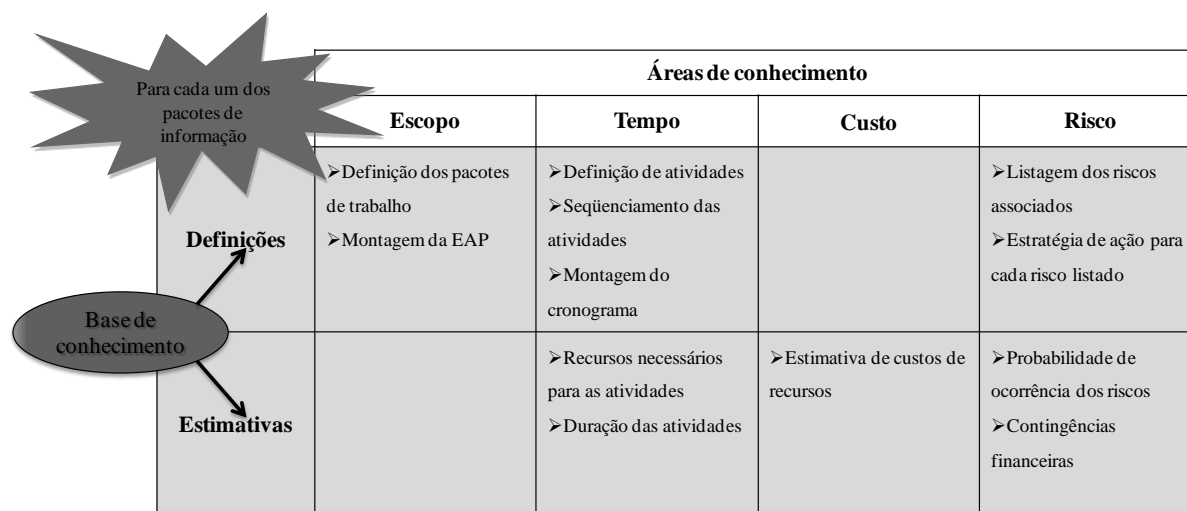 Para cada um dos
pacotes de
informação
Áreas de conhecimento
Escopo
Tempo
Custo
Risco
Definições
➢Definição dos pacotes
de trabalho
➢Montagem da EAP
➢Definição de atividades
➢Seqüenciamento das
atividades
➢Montagem do
cronograma
➢Listagem dos riscos
associados
➢Estratégia de ação para
cada risco listado
Base de
conhecimento
Estimativas
➢Recursos necessários
para as atividades
➢Duração das atividades
➢Estimativa de custos de
recursos
➢Probabilidade de
ocorrência dos riscos
➢Contingências
financeiras